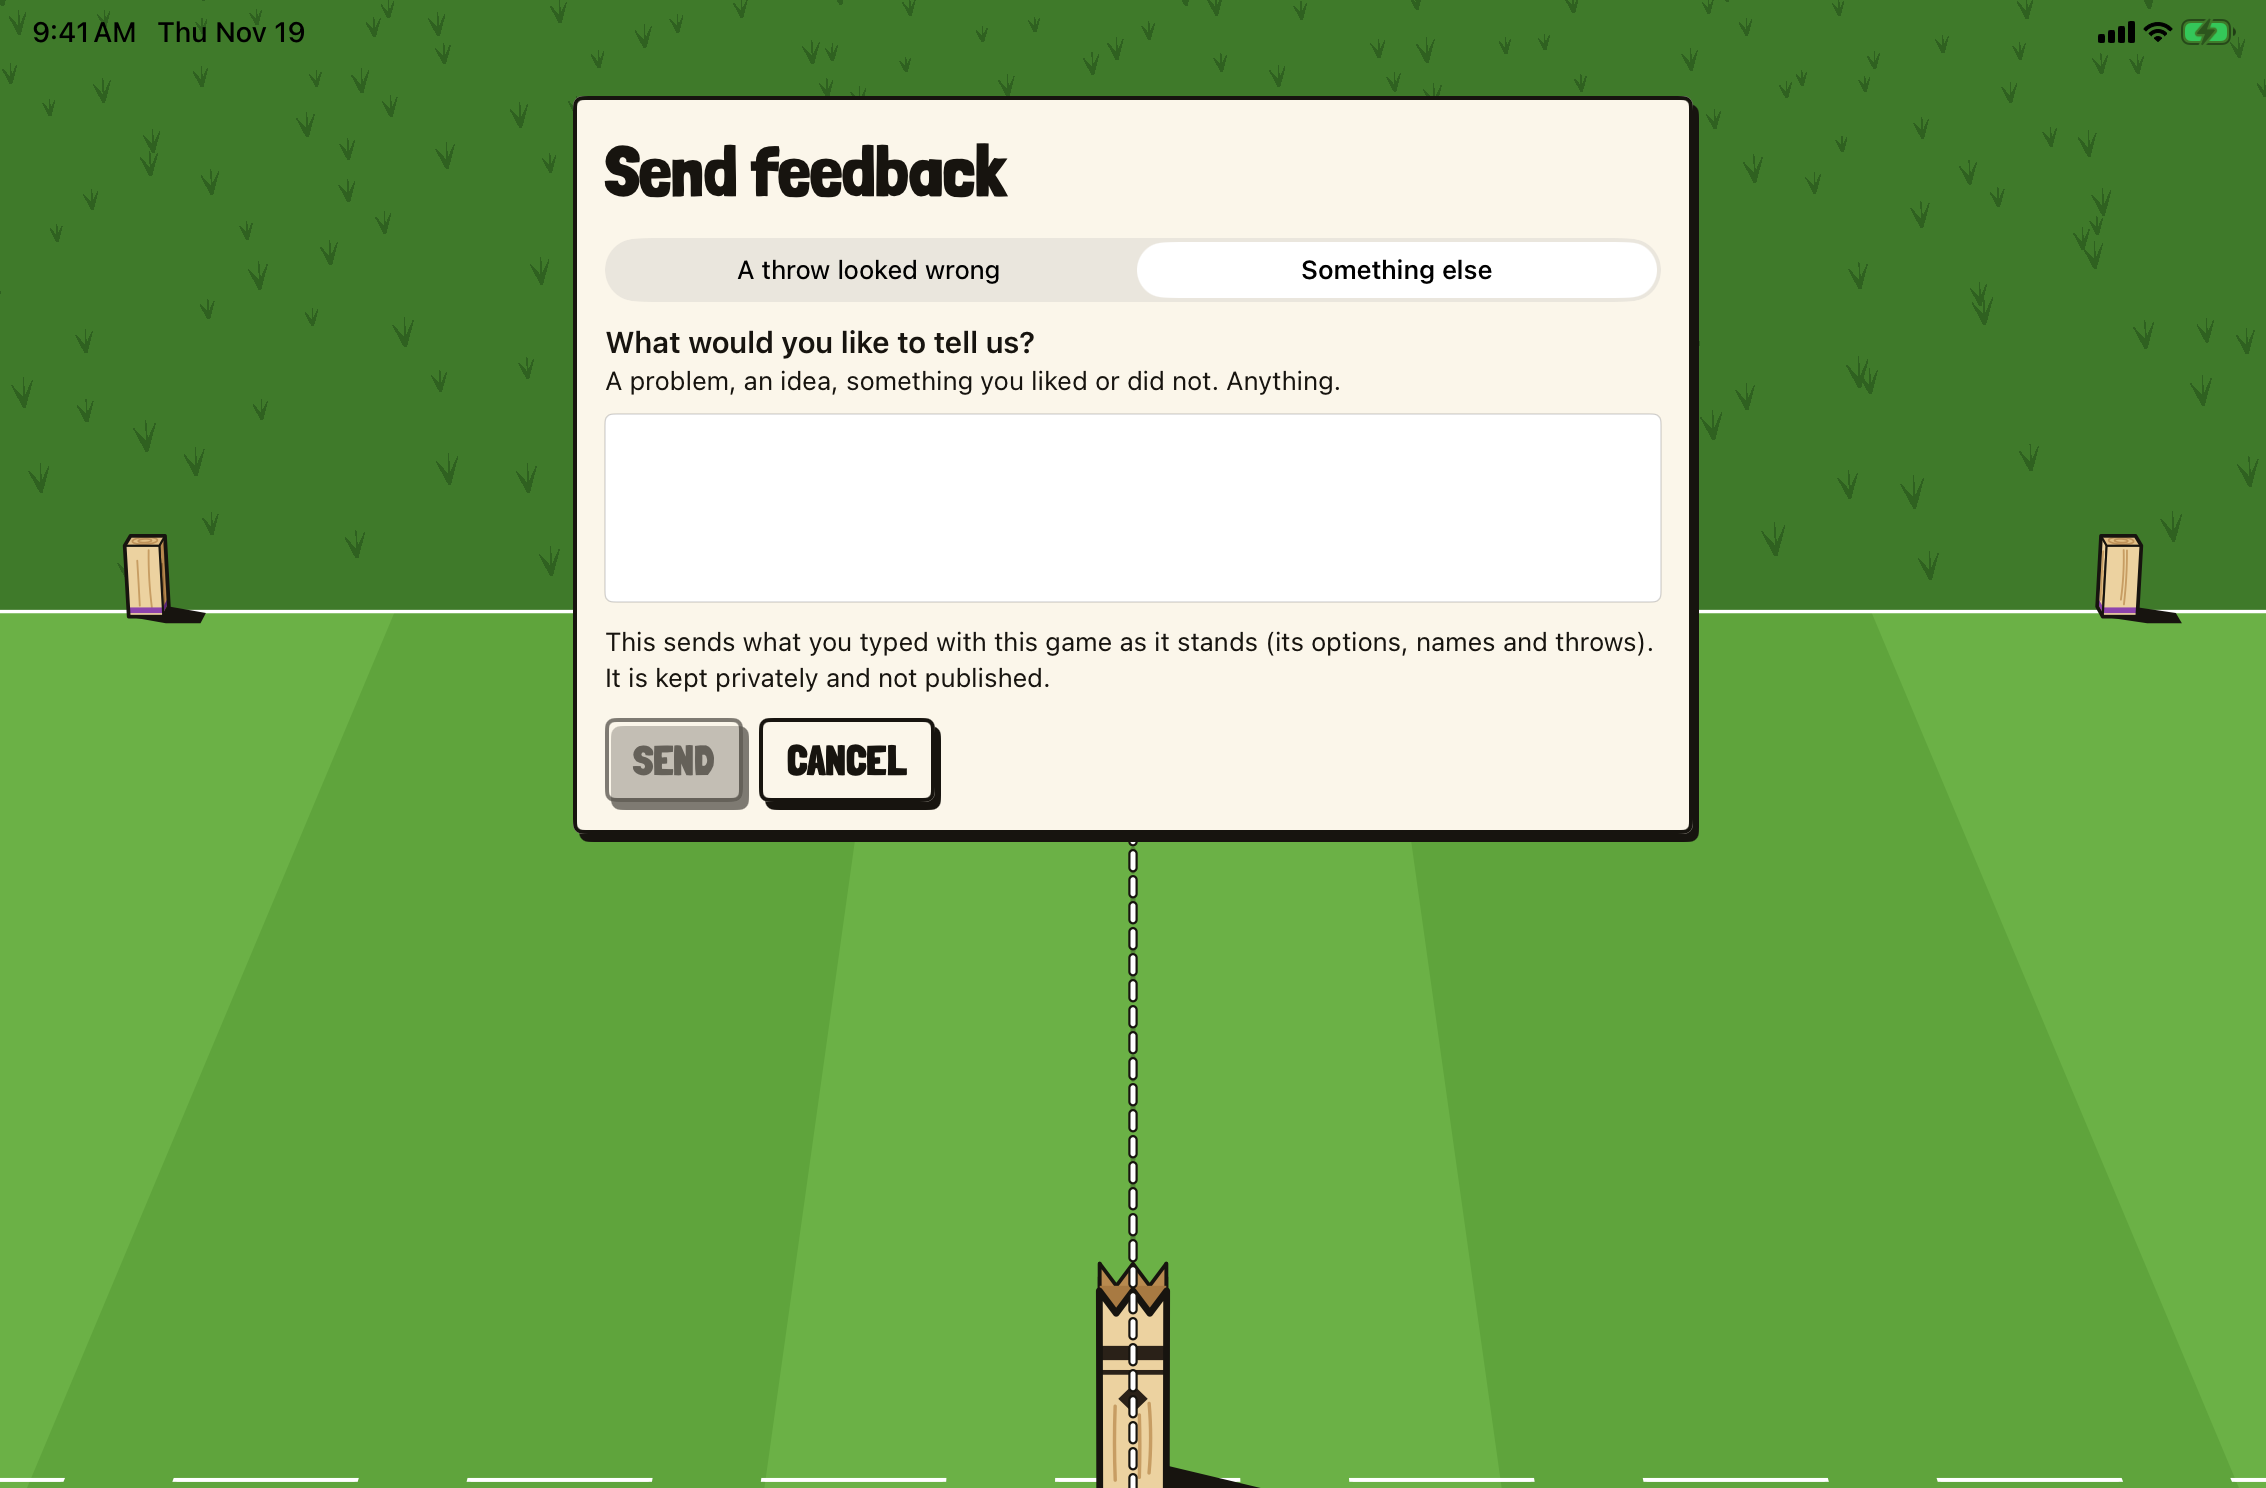 9:41 AM Thu Nov 19
Send feedback
A throw looked wrong
Something else
What would you like to tell us?
A problem, an idea, something you liked or did not. Anything.
This sends what you typed with this game as it stands (its options, names and throws).
It is kept privately and not published.
SEND
CANCEL